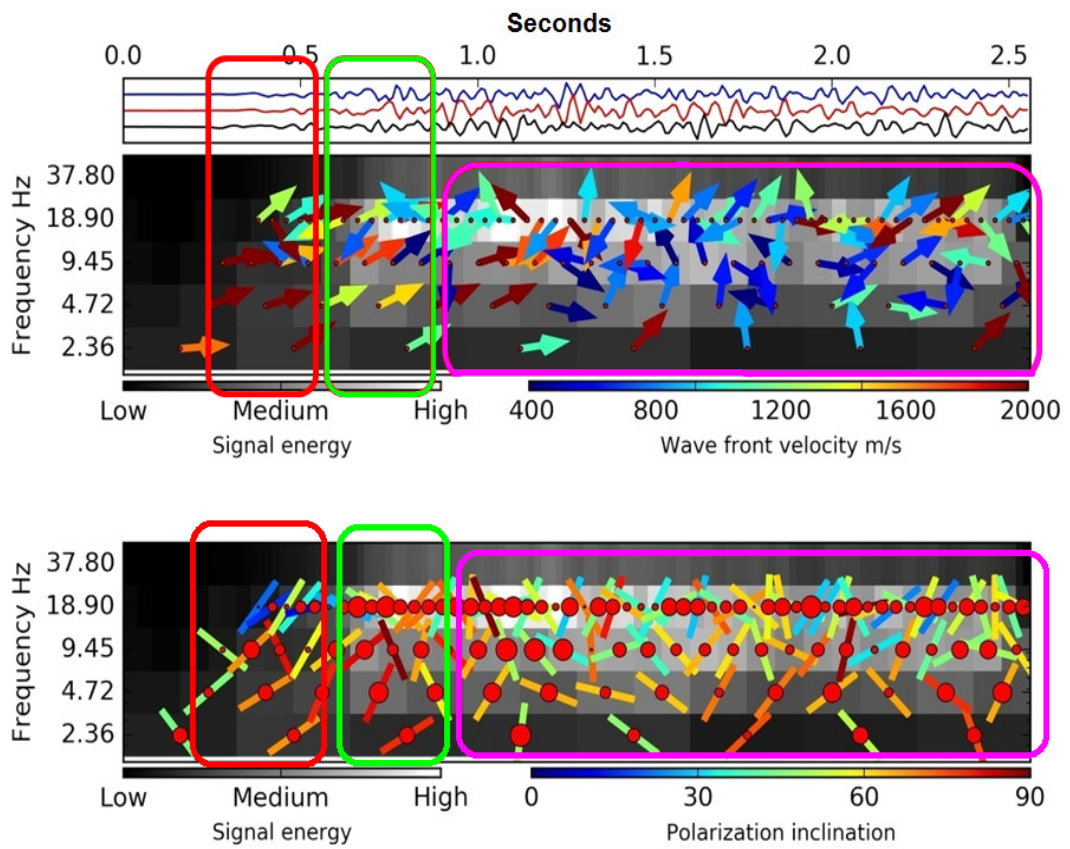 Seconds
0.0 0.5 1.0 1.5 2.0 2.5
Frequency Hz
37.80
18.90
9.45
4.72
2.36
Low Medium High 400 800 1200 1600 2000
Signal energy Wave front velocity m/s
Frequency Hz
37.80
18.90
9.45
4.72
2.36
Low Medium High 0 30 60 90
Signal energy Polarization inclination